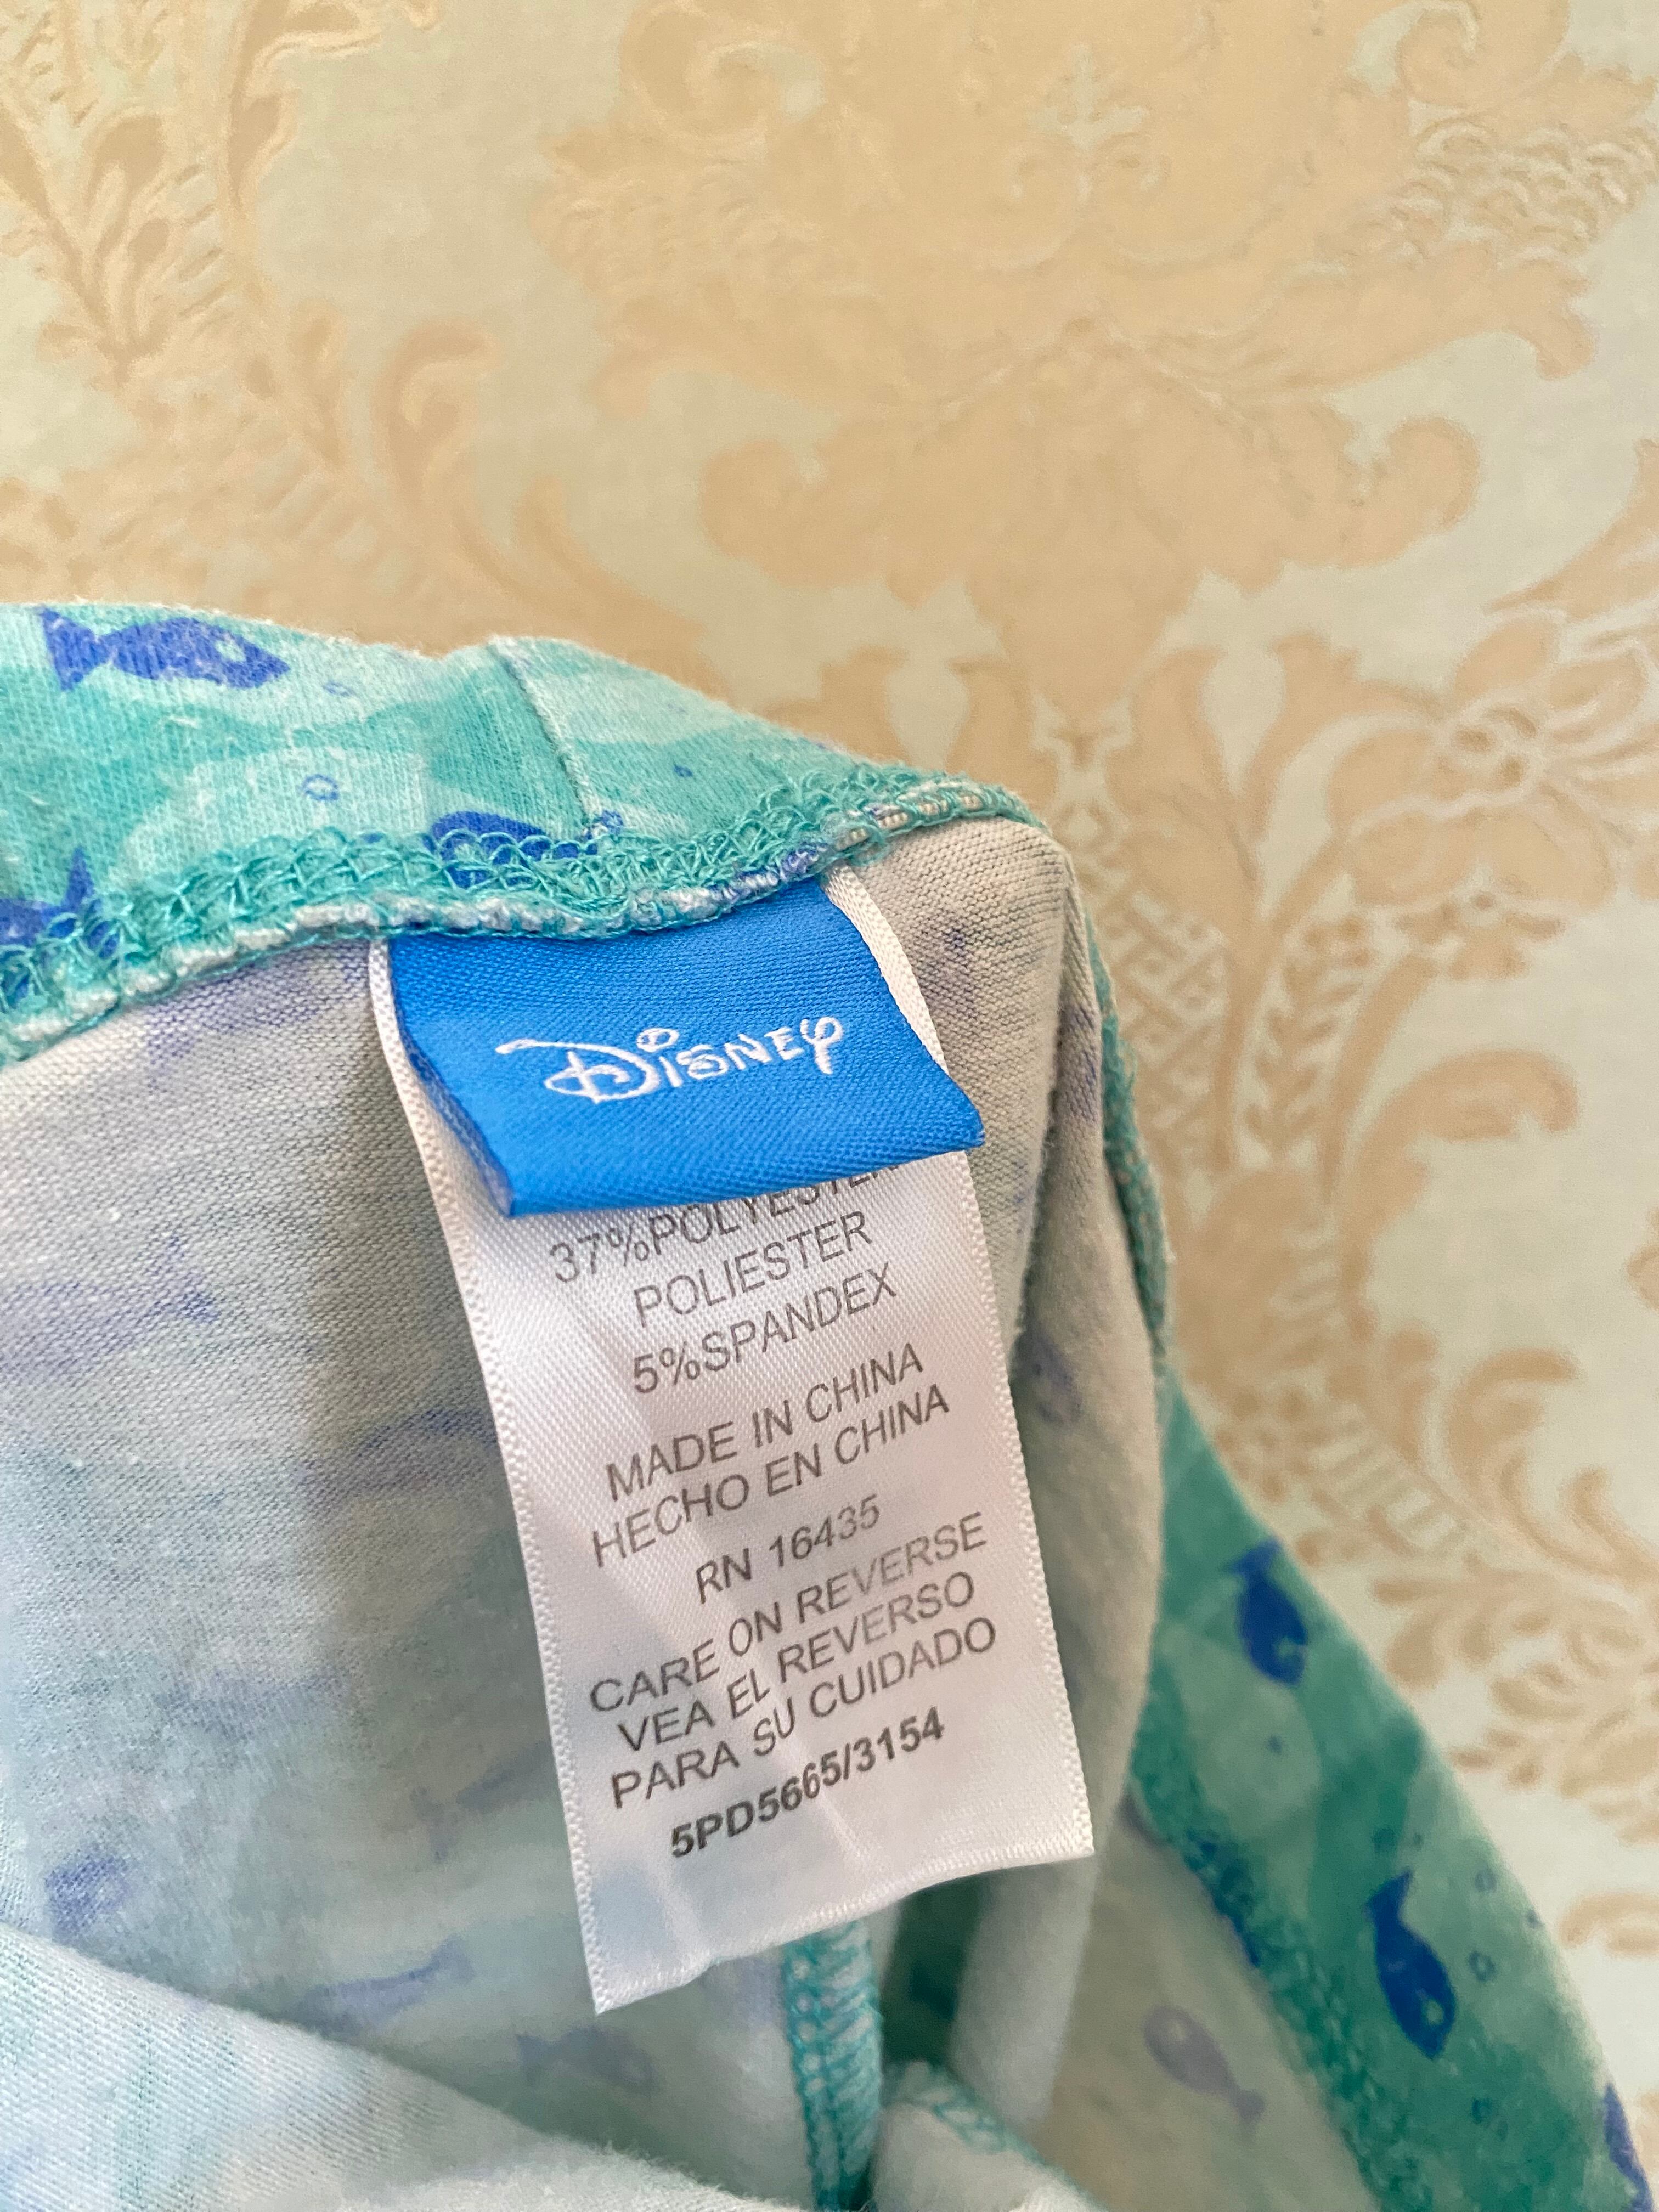 Disney
37%POLYESTER
POLIESTER
5%SPANDEX
MADE IN CHINA
HECHO EN CHINA
RN 16435
CARE ON REVERSE
VEA EL REVERSO
PARA SU CUIDADO
5PD5665/3154